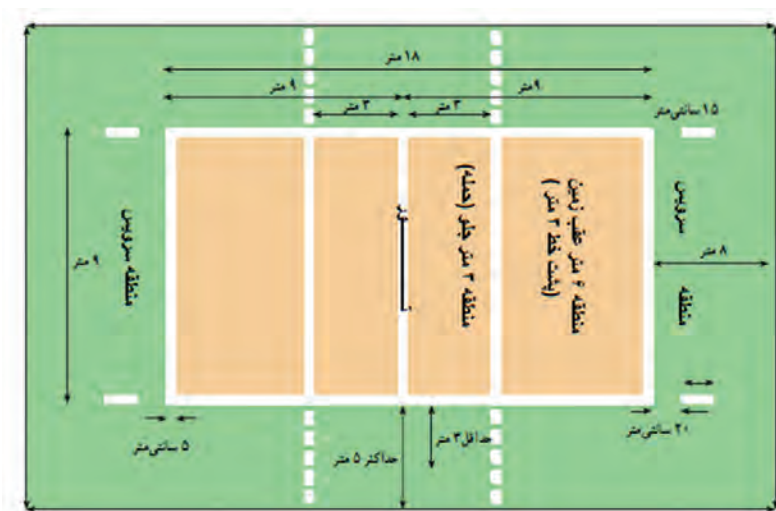 ۱۸ متر
۹ متر
۹ متر
۳ متر
۳ متر
۱۵ سانتی‌متر
منطقه سرویس
۹ متر
تور
منطقه ۳ متر جلو (حمله)
منطقه ۶ متر عقب زمین
(پشت خط ۳ متر)
منطقه سرویس
۸ متر
۵ سانتی‌متر
حداکثر ۵ متر
حداقل ۳ متر
۲۰ سانتی‌متر